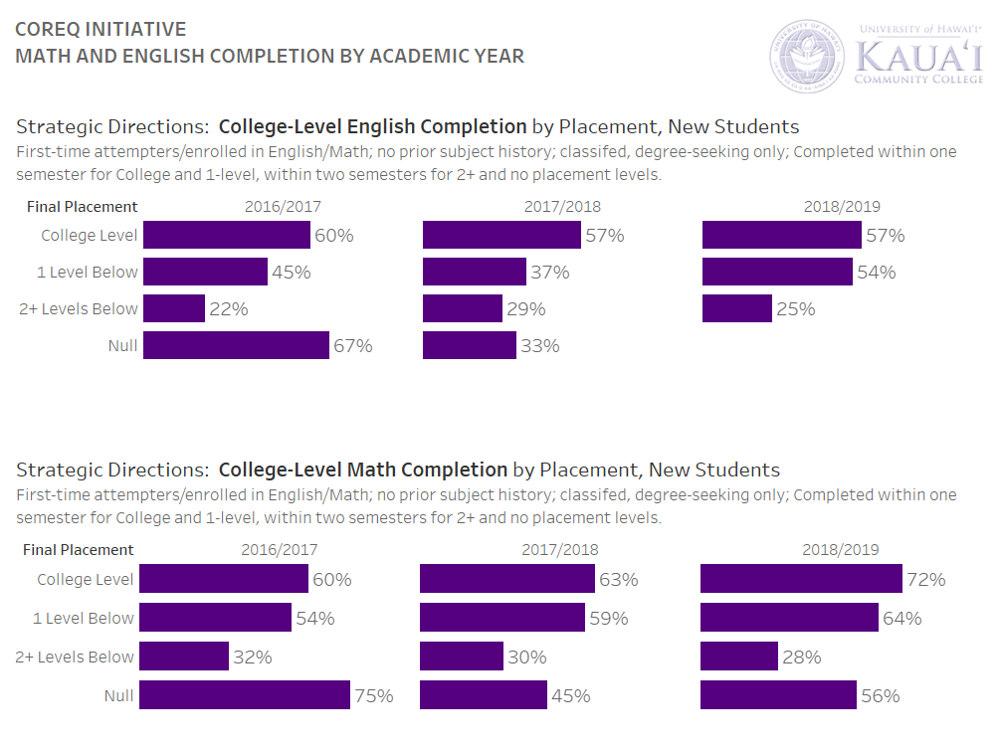 COREQ INITIATIVE
MATH AND ENGLISH COMPLETION BY ACADEMIC YEAR
UNIVERSITY of HAWAIʻI®
KAUAʻI
COMMUNITY COLLEGE
Strategic Directions: College-Level English Completion by Placement, New Students
First-time attempters/enrolled in English/Math; no prior subject history; classifed, degree-seeking only; Completed within one
semester for College and 1-level, within two semesters for 2+ and no placement levels.
Final Placement 2016/2017 2017/2018 2018/2019
College Level 60% 57% 57%
1 Level Below 45% 37% 54%
2+ Levels Below 22% 29% 25%
Null 67% 33%
Strategic Directions: College-Level Math Completion by Placement, New Students
First-time attempters/enrolled in English/Math; no prior subject history; classifed, degree-seeking only; Completed within one
semester for College and 1-level, within two semesters for 2+ and no placement levels.
Final Placement 2016/2017 2017/2018 2018/2019
College Level 60% 63% 72%
1 Level Below 54% 59% 64%
2+ Levels Below 32% 30% 28%
Null 75% 45% 56%